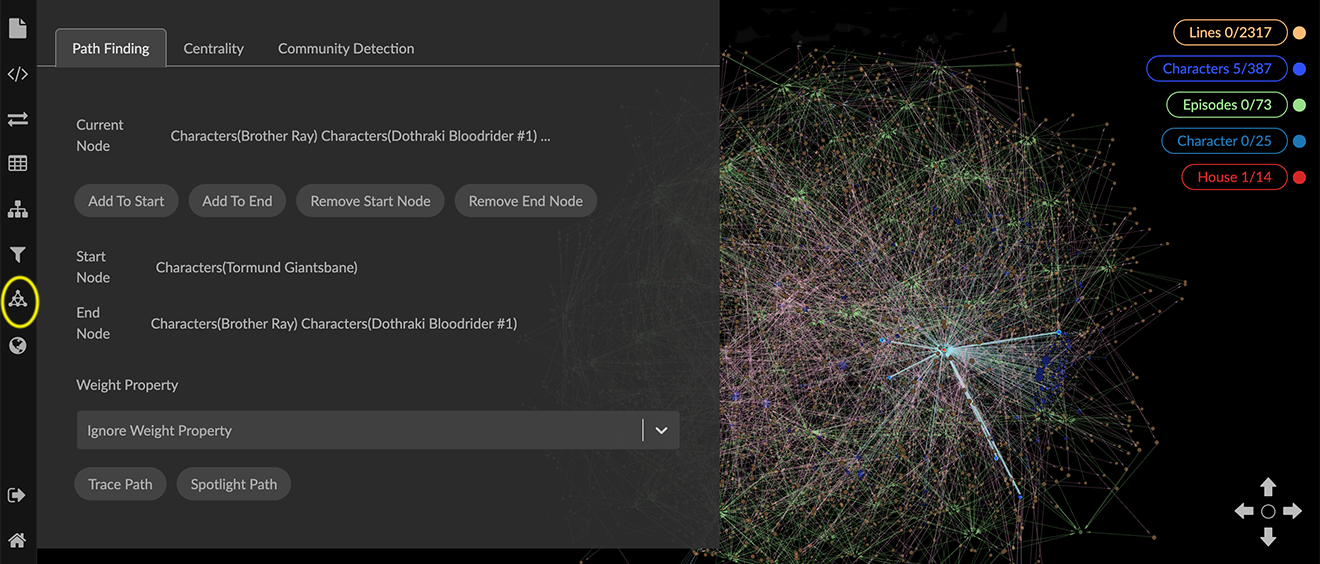 Path Finding Centrality Community Detection
Current Node Characters(Brother Ray) Characters(Dothraki Bloodrider #1) ...
Add To Start Add To End Remove Start Node Remove End Node
Start Node Characters(Tormund Giantsbane)
End Node Characters(Brother Ray) Characters(Dothraki Bloodrider #1)
Weight Property
Ignore Weight Property
Trace Path Spotlight Path
Lines 0/2317
Characters 5/387
Episodes 0/73
Character 0/25
House 1/14